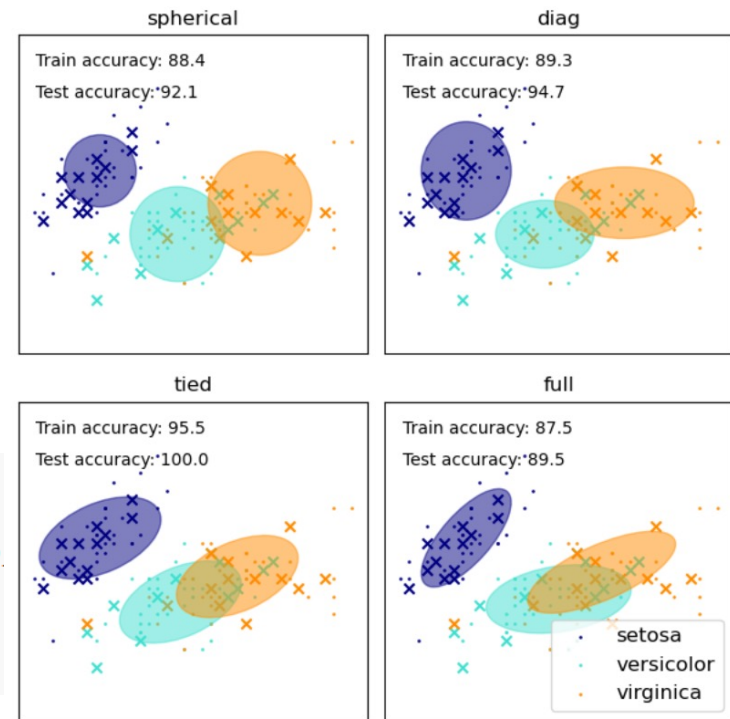 spherical
diag
Train accuracy: 88.4
Test accuracy: 92.1
Train accuracy: 89.3
Test accuracy: 94.7
tied
full
Train accuracy: 95.5
Test accuracy: 100.0
Train accuracy: 87.5
Test accuracy: 89.5
setosa
versicolor
virginica